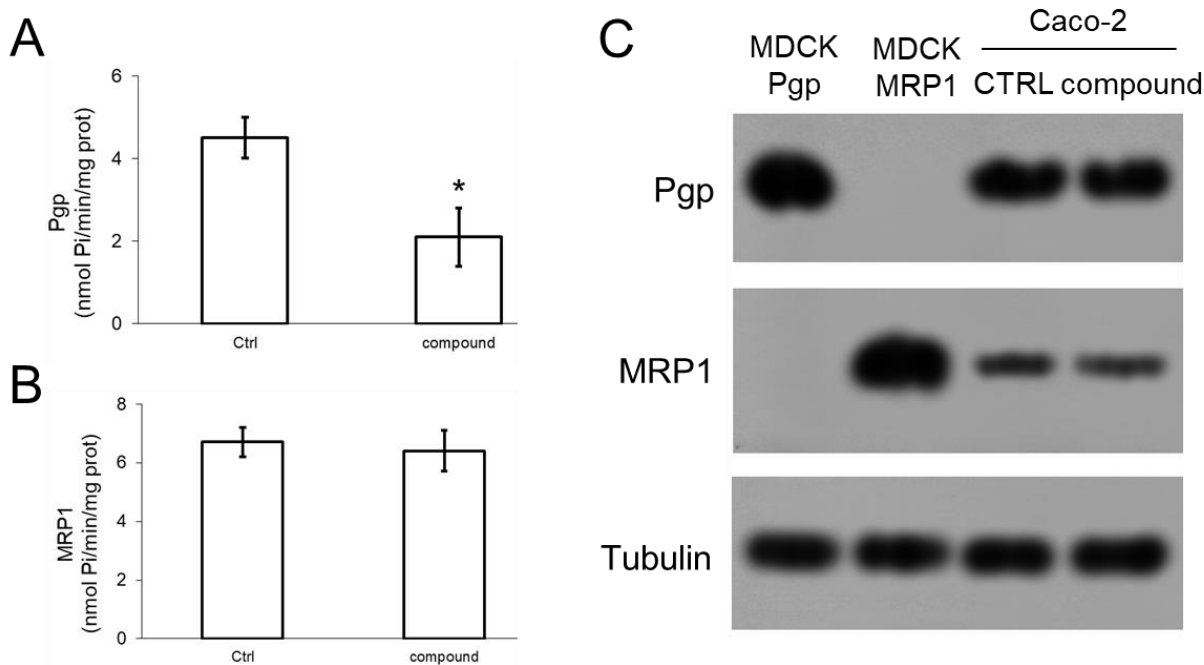 A
6
4
2
0
Pgp
(nmol Pi/min/mg prot)
*
Ctrl
compound
B
8
6
4
2
0
MRP1
(nmol Pi/min/mg prot)
Ctrl
compound
C
MDCK
Pgp
MDCK
MRP1
Caco-2
CTRL compound
Pgp
MRP1
Tubulin